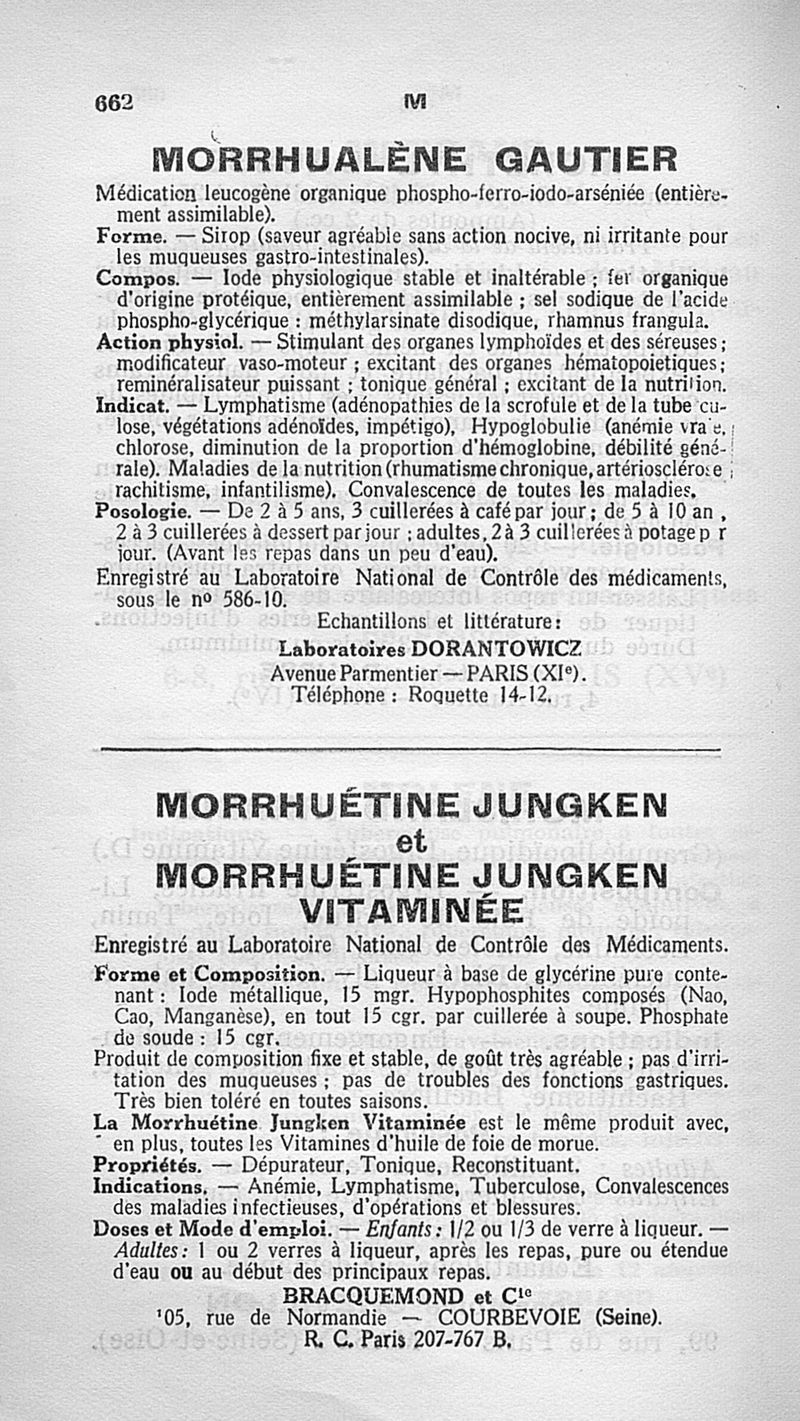 662
M
MORRHUALÈNE GAUTIER
Médication leucogène organique phospho-ferro-iodo-arséniée (entière-
ment assimilable).
Forme. — Sirop (saveur agréable sans action nocive, ni irritante pour
les muqueuses gastro-intestinales).
Compos. — Iode physiologique stable et inaltérable ; fer organique
d'origine protéique, entièrement assimilable ; sel sodique de l'acide
phospho-glycérique : méthylarsinate disodique, rhamnus frangula.
Action physiol. — Stimulant des organes lymphoïdes et des séreuses ;
modificateur vaso-moteur ; excitant des organes hématopoietiques ;
reminéralisateur puissant ; tonique général ; excitant de la nutrition.
Indicat. — Lymphatisme (adénopathies de la scrofule et de la tube cu-
lose, végétations adénoïdes, impétigo), Hypoglobulie (anémie vraie,
chlorose, diminution de la proportion d'hémoglobine, débilité géné-
rale). Maladies de la nutrition (rhumatisme chronique, artériosclérose ;
rachitisme, infantilisme). Convalescence de toutes les maladies.
Posologie. — De 2 à 5 ans, 3 cuillerées à café par jour ; de 5 à 10 an ,
2 à 3 cuillerées à dessert par jour ; adultes, 2 à 3 cuillerées à potage p r
jour. (Avant les repas dans un peu d'eau).
Enregistré au Laboratoire National de Contrôle des médicaments,
sous le nº 586-10.
Echantillons et littérature :
Laboratoires DORANTOWICZ
Avenue Parmentier — PARIS (XIe).
Téléphone : Roquette 14-12.
MORRHUÉTINE JUNGKEN
et
MORRHUÉTINE JUNGKEN
VITAMINÉE
Enregistré au Laboratoire National de Contrôle des Médicaments.
Forme et Composition. — Liqueur à base de glycérine pure conte-
nant : Iode métallique, 15 mgr. Hypophosphites composés (Nao,
Cao, Manganèse), en tout 15 cgr. par cuillerée à soupe. Phosphate
de soude : 15 cgr.
Produit de composition fixe et stable, de goût très agréable ; pas d'irri-
tation des muqueuses ; pas de troubles des fonctions gastriques.
Très bien toléré en toutes saisons.
La Morrhuétine Jungken Vitaminée est le même produit avec,
en plus, toutes les Vitamines d'huile de foie de morue.
Propriétés. — Dépurateur, Tonique, Reconstituant.
Indications. — Anémie, Lymphatisme, Tuberculose, Convalescences
des maladies infectieuses, d'opérations et blessures.
Doses et Mode d'emploi. — Enfants : 1/2 ou 1/3 de verre à liqueur. —
Adultes : 1 ou 2 verres à liqueur, après les repas, pure ou étendue
d'eau ou au début des principaux repas.
BRACQUEMOND et Cie
105, rue de Normandie — COURBEVOIE (Seine).
R. C. Paris 207-767 B.